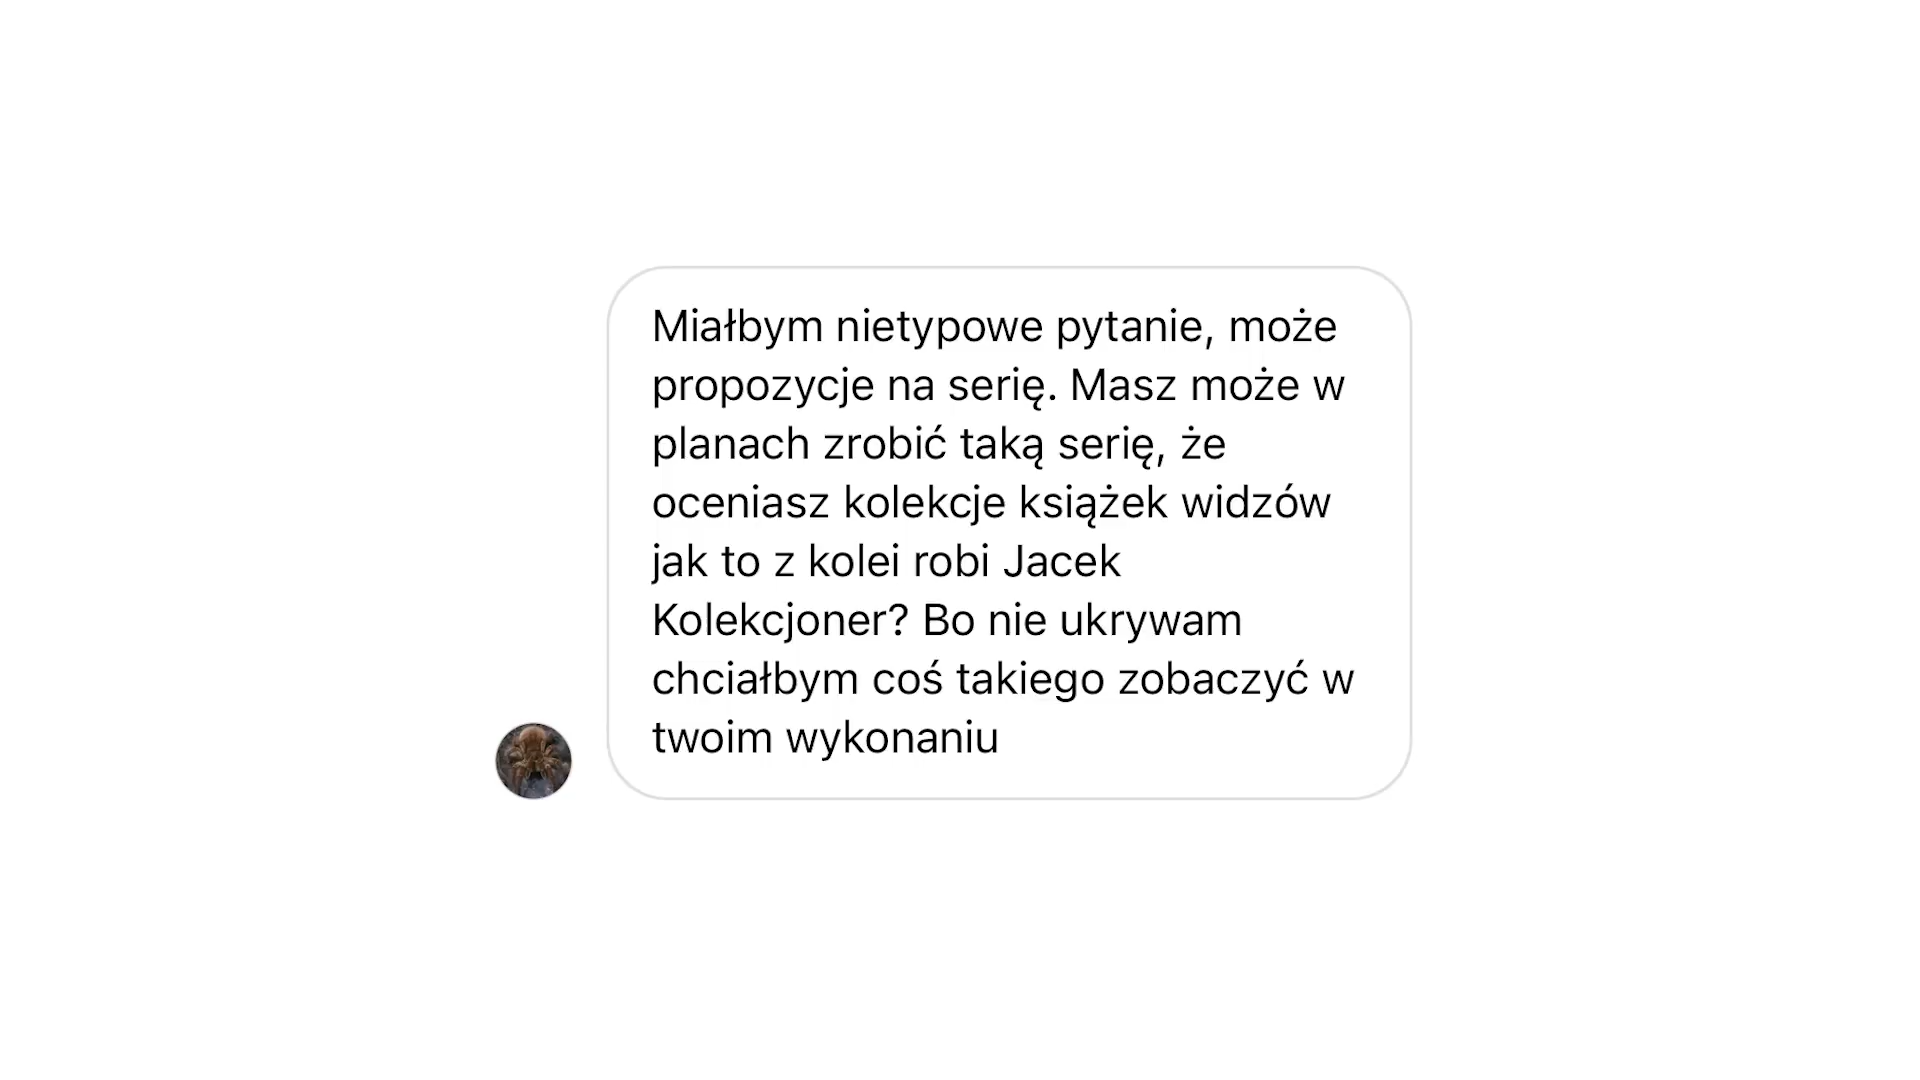 Miałbym nietypowe pytanie, może
propozycje na serię. Masz może w
planach zrobić taką serię, że
oceniasz kolekcje książek widzów
jak to z kolei robi Jacek
Kolekcjoner? Bo nie ukrywam
chciałbym coś takiego zobaczyć w
twoim wykonaniu